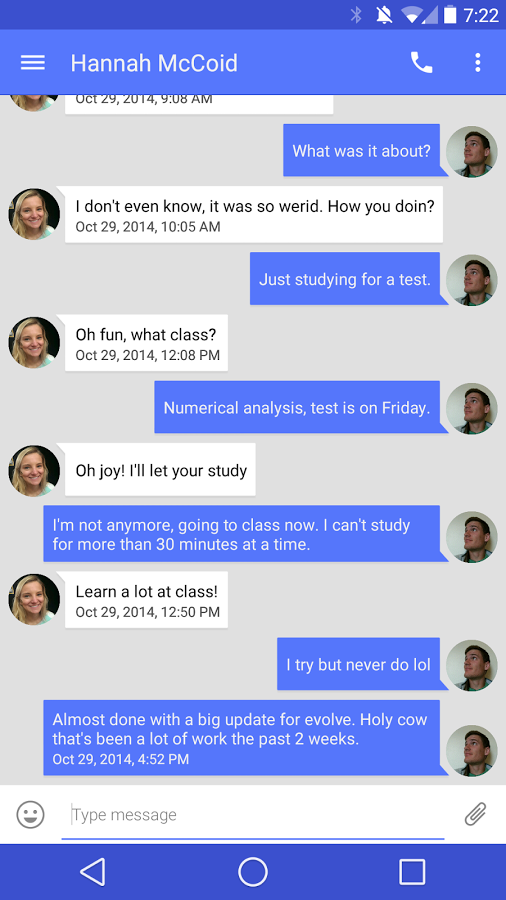 7:22
Hannah McCoid
Oct 29, 2014, 9:08 AM
What was it about?
I don't even know, it was so werid. How you doin?
Oct 29, 2014, 10:05 AM
Just studying for a test.
Oh fun, what class?
Oct 29, 2014, 12:08 PM
Numerical analysis, test is on Friday.
Oh joy! I'll let your study
I'm not anymore, going to class now. I can't study
for more than 30 minutes at a time.
Learn a lot at class!
Oct 29, 2014, 12:50 PM
I try but never do lol
Almost done with a big update for evolve. Holy cow
that's been a lot of work the past 2 weeks.
Oct 29, 2014, 4:52 PM
Type message